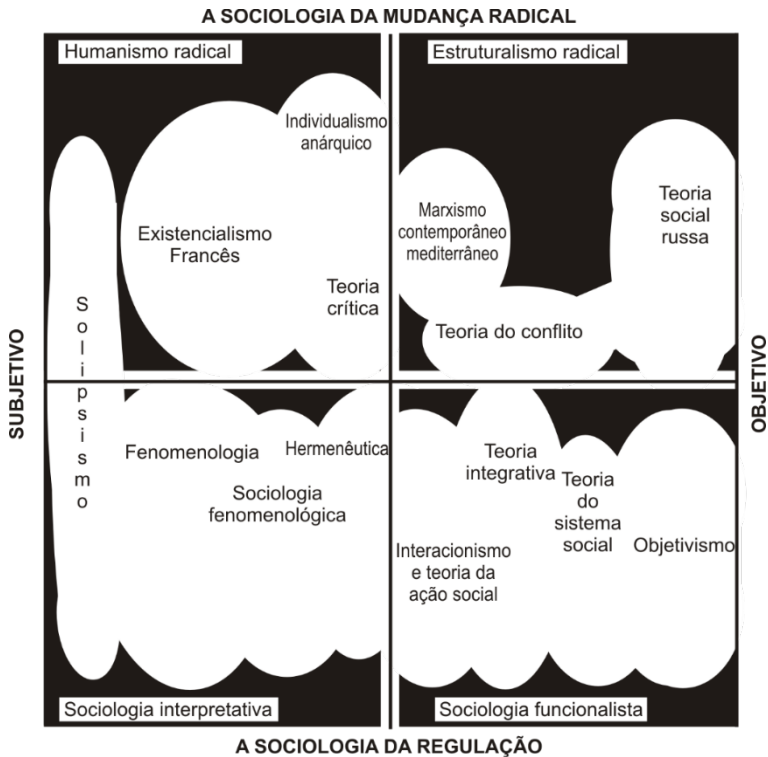 A SOCIOLOGIA DA MUDANÇA RADICAL
Humanismo radical
Estruturalismo radical
Individualismo
anárquico
Existencialismo
Francês
Teoria
crítica
Marxismo
contemporâneo
mediterrâneo
Teoria
social
russa
Teoria do conflito
SUBJETIVO
OBJETIVO
Solipsismo
Fenomenologia
Hermenêutica
Sociologia
fenomenológica
Teoria
integrativa
Teoria
do
sistema
social
Interacionismo
e teoria da
ação social
Objetivismo
Sociologia interpretativa
Sociologia funcionalista
A SOCIOLOGIA DA REGULAÇÃO